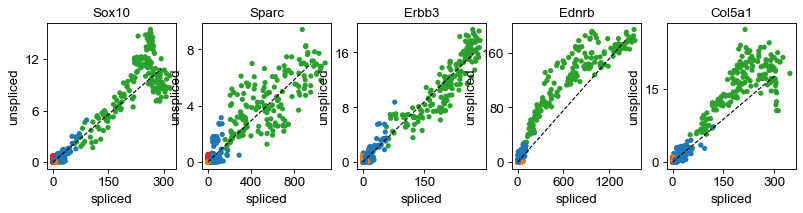 Sox10
Sparc
Erbb3
Ednrb
Col5a1
unspliced
12
6
0
0
150
300
spliced
unspliced
8
4
0
0
400
800
spliced
unspliced
16
8
0
0
150
spliced
unspliced
160
80
0
0
600
1200
spliced
unspliced
15
0
0
150
300
spliced